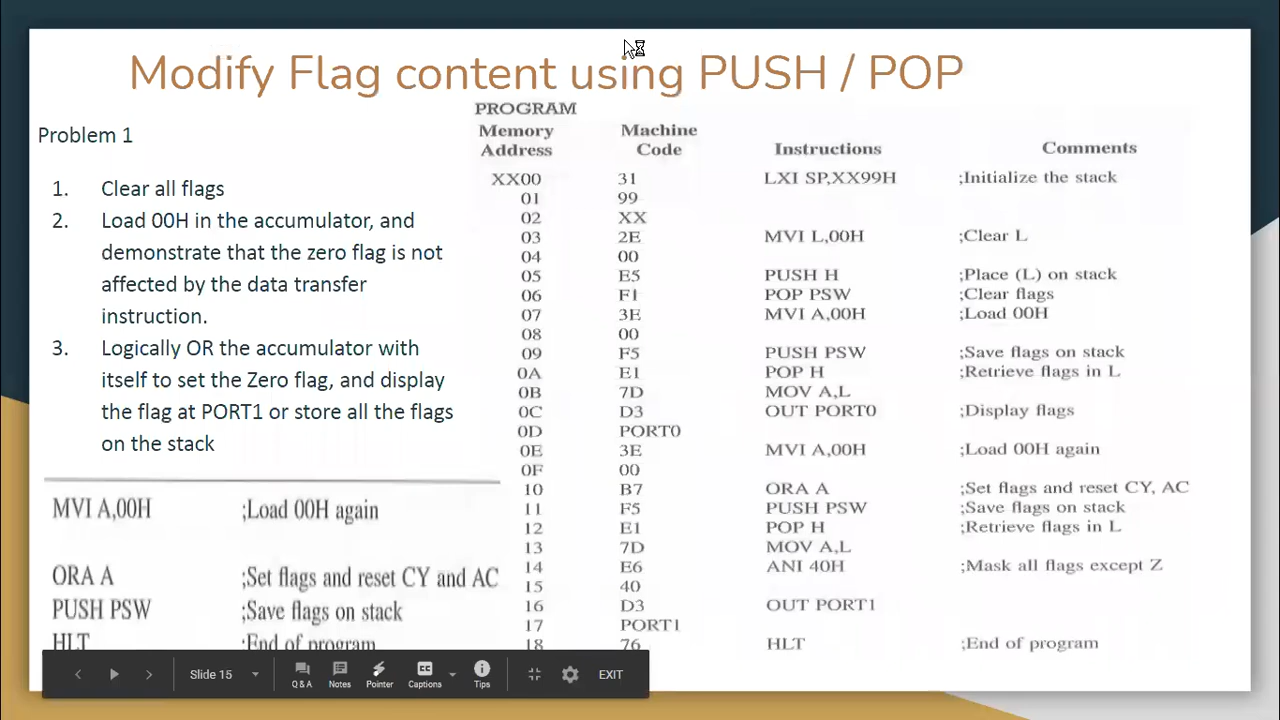 Modify Flag content using PUSH / POP
Problem 1
1. Clear all flags
2. Load 00H in the accumulator, and
demonstrate that the zero flag is not
affected by the data transfer
instruction.
3. Logically OR the accumulator with
itself to set the Zero flag, and display
the flag at PORT1 or store all the flags
on the stack
MVI A,00H ;Load 00H again
ORA A ;Set flags and reset CY and AC
PUSH PSW ;Save flags on stack
HLT ;End of program
PROGRAM
Memory Machine
Address Code Instructions Comments
XX00 31 LXI SP,XX99H ;Initialize the stack
01 99
02 XX
03 2E MVI L,00H ;Clear L
04 00
05 E5 PUSH H ;Place (L) on stack
06 F1 POP PSW ;Clear flags
07 3E MVI A,00H ;Load 00H
08 00
09 F5 PUSH PSW ;Save flags on stack
0A E1 POP H ;Retrieve flags in L
0B 7D MOV A,L
0C D3 OUT PORT0 ;Display flags
0D PORT0
0E 3E MVI A,00H ;Load 00H again
0F 00
10 B7 ORA A ;Set flags and reset CY, AC
11 F5 PUSH PSW ;Save flags on stack
12 E1 POP H ;Retrieve flags in L
13 7D MOV A,L
14 E6 ANI 40H ;Mask all flags except Z
15 40
16 D3 OUT PORT1
17 PORT1
18 76 HLT ;End of program
Slide 15 Q & A Notes Pointer Captions Tips EXIT